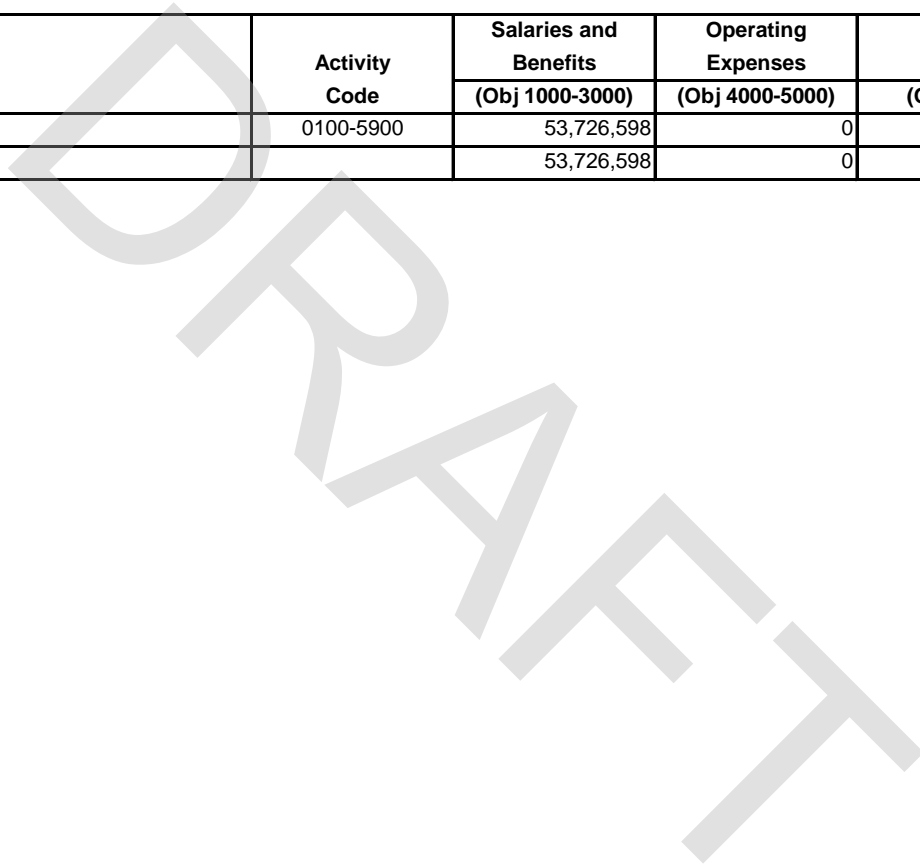 Activity Code Salaries and Benefits Operating Expenses
(Obj 1000-3000) (Obj 4000-5000)
0100-5900 53,726,598 0
53,726,598 0
DRAFT